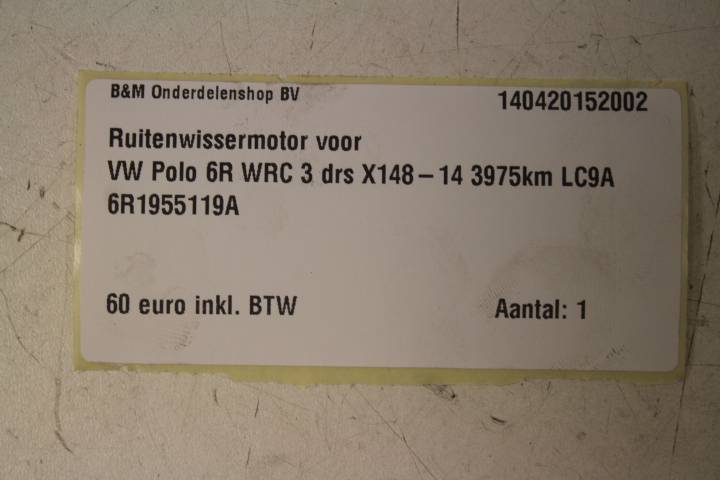 B&M Onderdelenshop BV
140420152002
Ruitenwissermotor voor
VW Polo 6R WRC 3 drs X148-14 3975km LC9A
6R1955119A
60 euro inkl. BTW
Aantal: 1